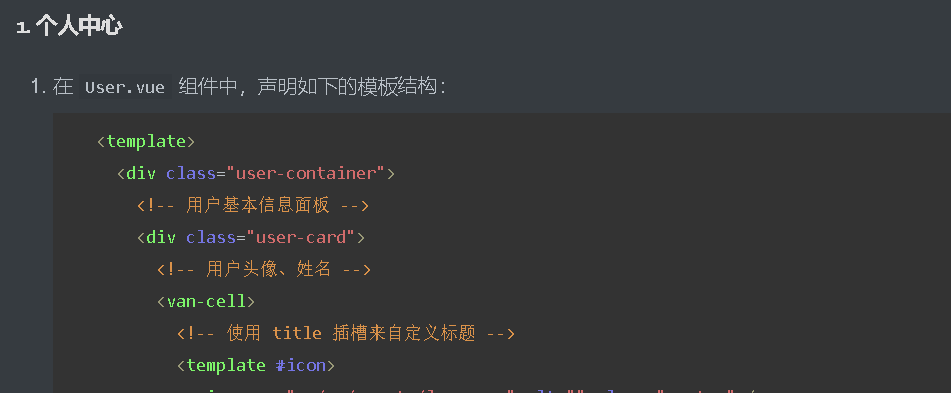 1. 个人中心
1. 在 User.vue 组件中，声明如下的模板结构：
<template>
<div class="user-container">
<!-- 用户基本信息面板 -->
<div class="user-card">
<!-- 用户头像、姓名 -->
<van-cell>
<!-- 使用 title 插槽来自定义标题 -->
<template #icon>